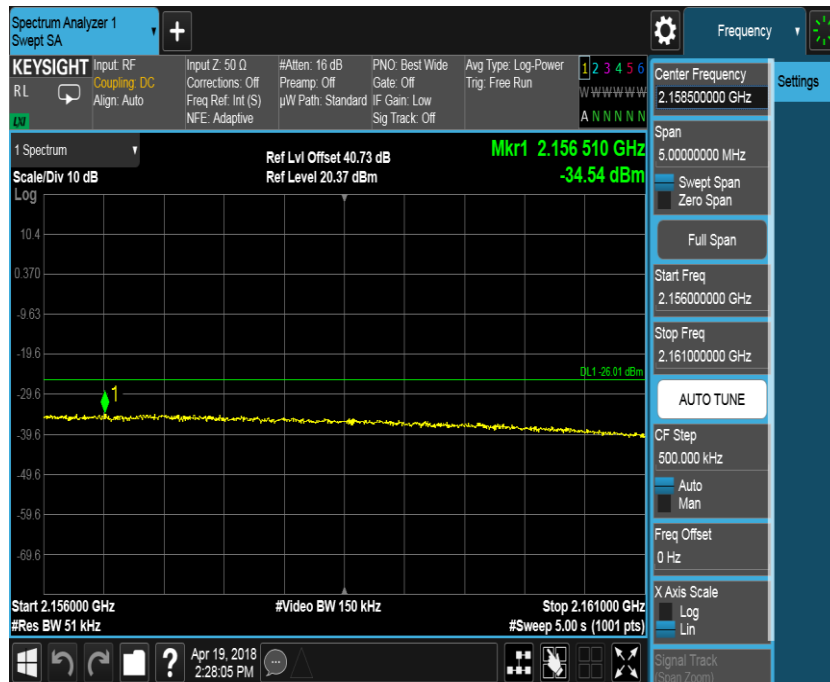 Spectrum Analyzer 1
Swept SA
+
Frequency
KEYSIGHT
RL
LXI
Input: RF
Coupling: DC
Align: Auto
Input Z: 50 Ω
Corrections: Off
Freq Ref: Int (S)
NFE: Adaptive
#Atten: 16 dB
Preamp: Off
µW Path: Standard
PNO: Best Wide
Gate: Off
IF Gain: Low
Sig Track: Off
Avg Type: Log-Power
Trig: Free Run
1 2 3 4 5 6
W W W W W W
A N N N N N
1 Spectrum
Scale/Div 10 dB
Log
Ref Lvl Offset 40.73 dB
Ref Level 20.37 dBm
Mkr1 2.156 510 GHz
-34.54 dBm
10.4
0.370
-9.63
-19.6
-29.6
-39.6
-49.6
-59.6
-69.6
DL1 -26.01 dBm
1
Start 2.156000 GHz
#Res BW 51 kHz
#Video BW 150 kHz
Stop 2.161000 GHz
#Sweep 5.00 s (1001 pts)
?
Apr 19, 2018
2:28:05 PM
...
Center Frequency
2.158500000 GHz
Span
5.00000000 MHz
Swept Span
Zero Span
Full Span
Start Freq
2.156000000 GHz
Stop Freq
2.161000000 GHz
AUTO TUNE
CF Step
500.000 kHz
Auto
Man
Freq Offset
0 Hz
X Axis Scale
Log
Lin
Signal Track
(Span Zoom)
Settings